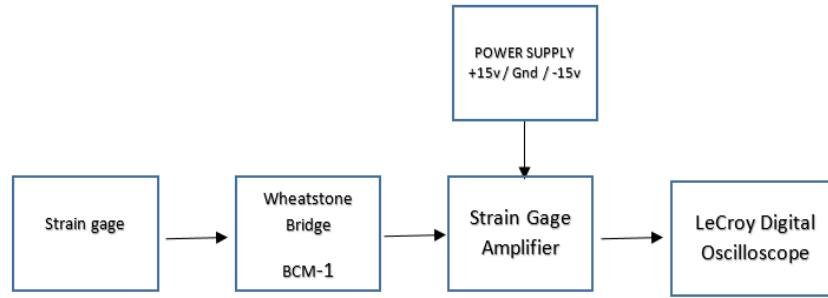 POWER SUPPLY
+15v / Gnd / -15v
Strain gage
Wheatstone
Bridge
BCM-1
Strain Gage
Amplifier
LeCroy Digital
Oscilloscope